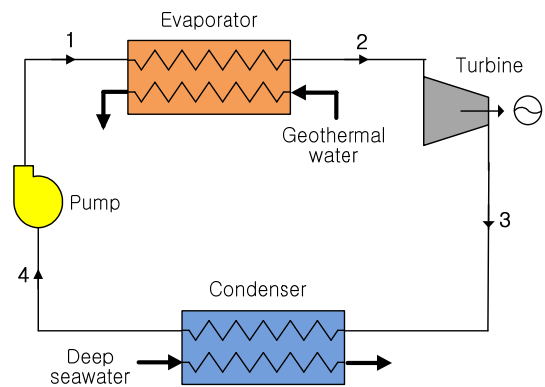 Evaporator
1
2
Turbine
Geothermal
water
Pump
3
4
Condenser
Deep
seawater